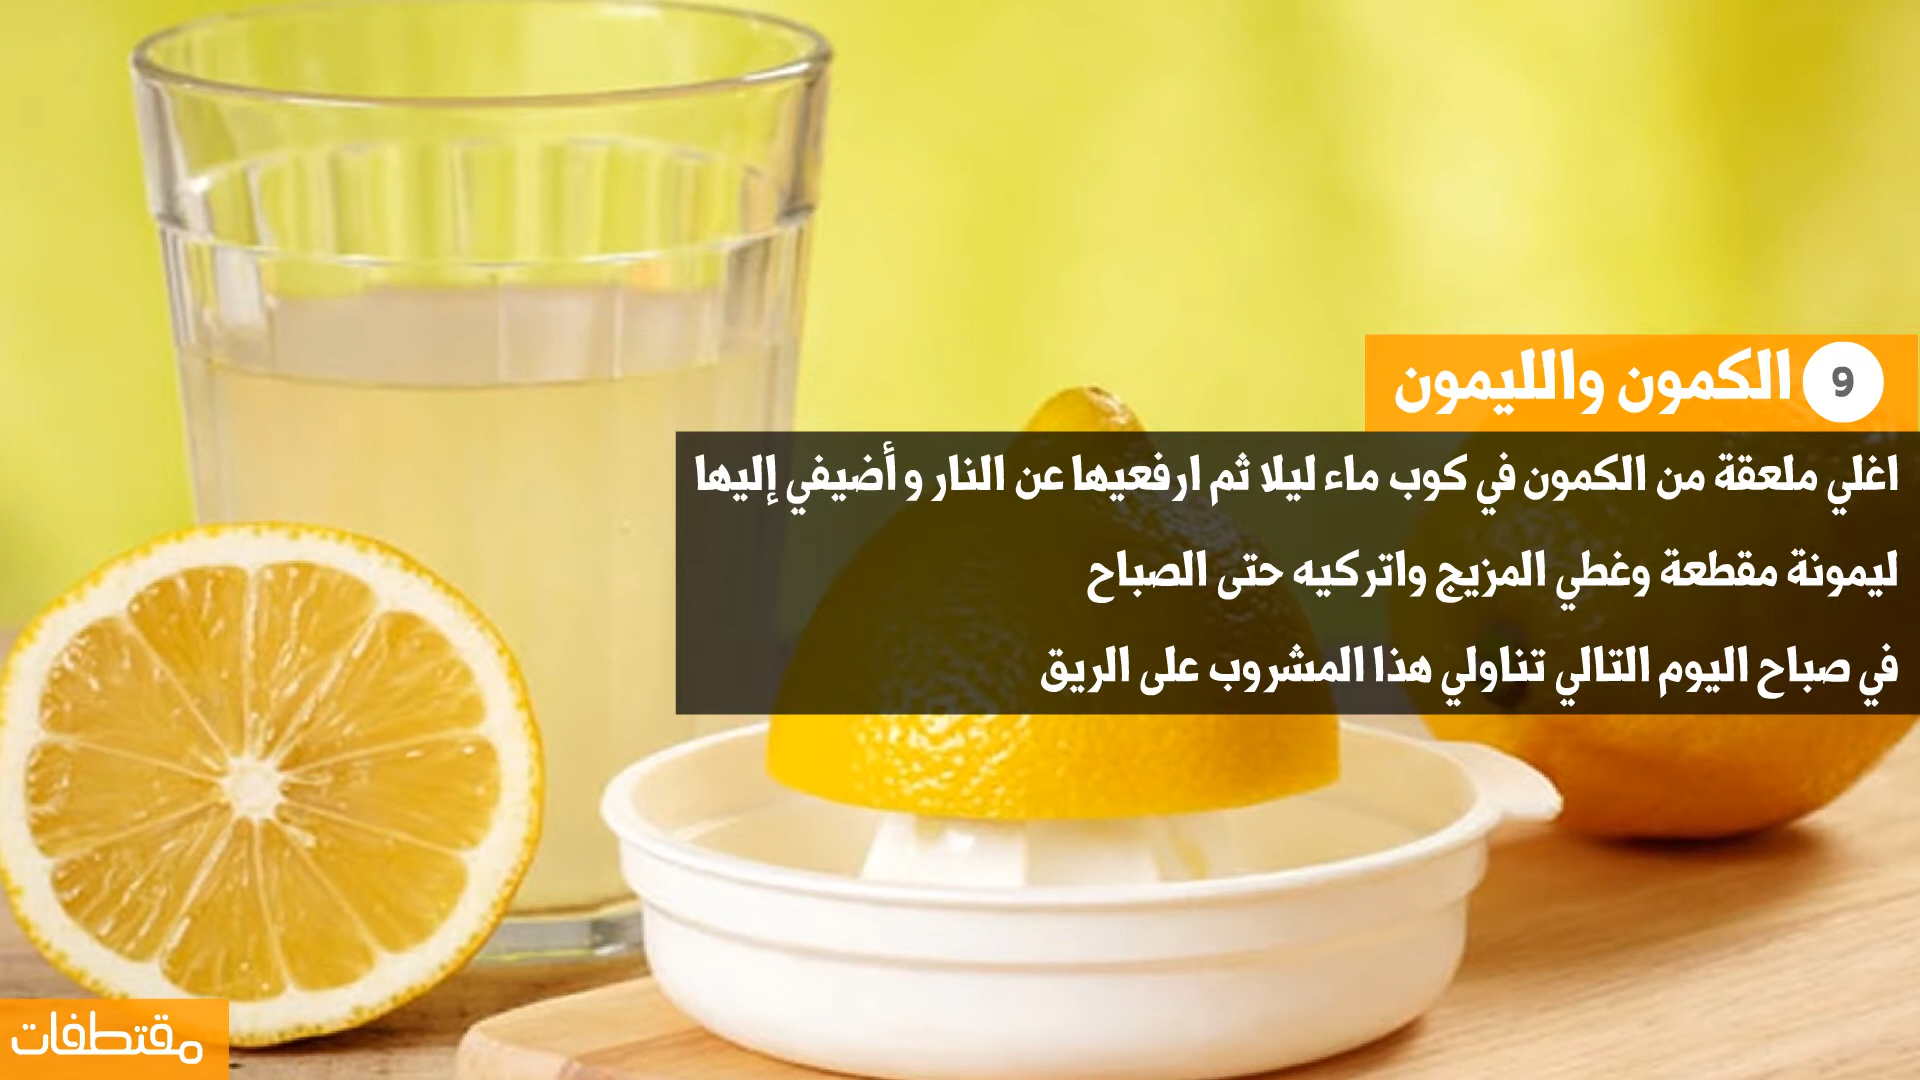 9 الكمون والليمون
اغلي ملعقة من الكمون في كوب ماء ليلا ثم ارفعيها عن النار و أضيفي إليها
ليمونة مقطعة وغطي المزيج واتركيه حتى الصباح
في صباح اليوم التالي تناولي هذا المشروب على الريق
مقتطفات